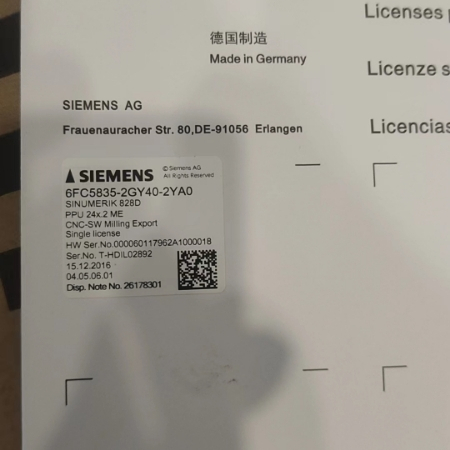 Licenses
德国制造
Made in Germany
Licenze s
SIEMENS AG
Frauenauracher Str. 80,DE-91056 Erlangen
Licencias
SIEMENS
© Siemens AG
All Rights Reserved
6FC5835-2GY40-2YA0
SINUMERIK 828D
PPU 24x.2 ME
CNC-SW Milling Export
Single license
HW Ser.No.000060117962A1000018
Ser.No. T-HDIL02892
15.12.2016
04.05.06.01
Disp. Note No. 26178301